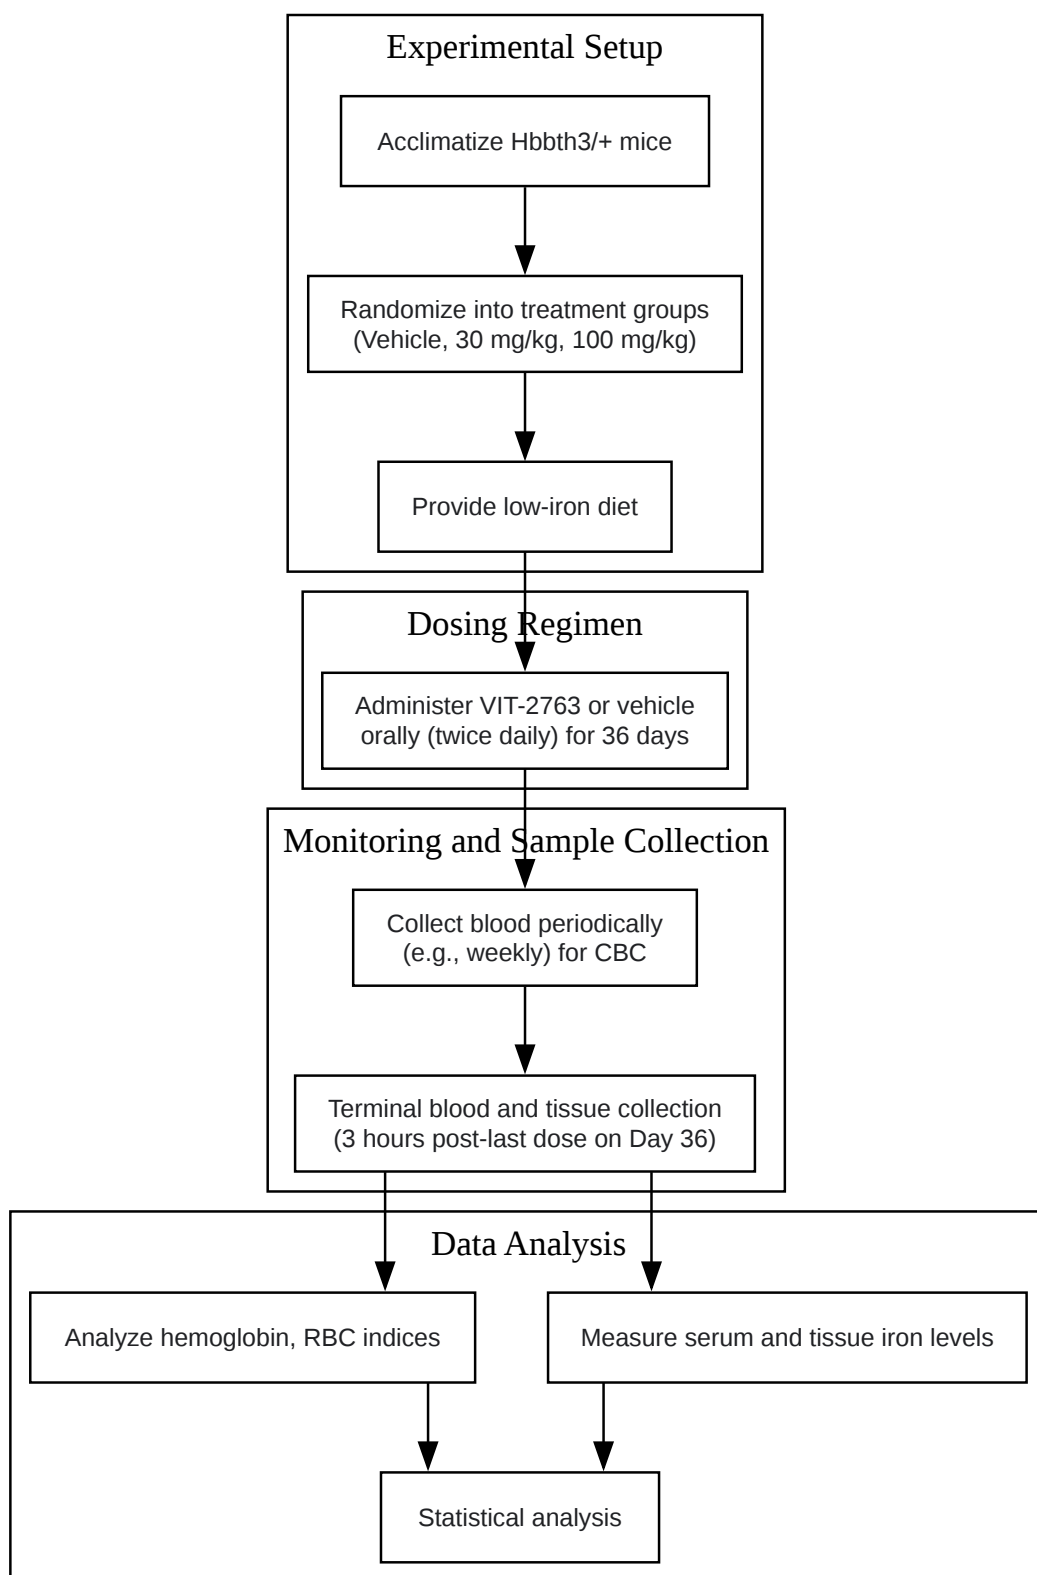 Experimental Setup
Acclimatize Hbbth3/+ mice
Randomize into treatment groups
(Vehicle, 30 mg/kg, 100 mg/kg)
Provide low-iron diet
Dosing Regimen
Administer VIT-2763 or vehicle
orally (twice daily) for 36 days
Monitoring and Sample Collection
Collect blood periodically
(e.g., weekly) for CBC
Terminal blood and tissue collection
(3 hours post-last dose on Day 36)
Data Analysis
Analyze hemoglobin, RBC indices
Measure serum and tissue iron levels
Statistical analysis